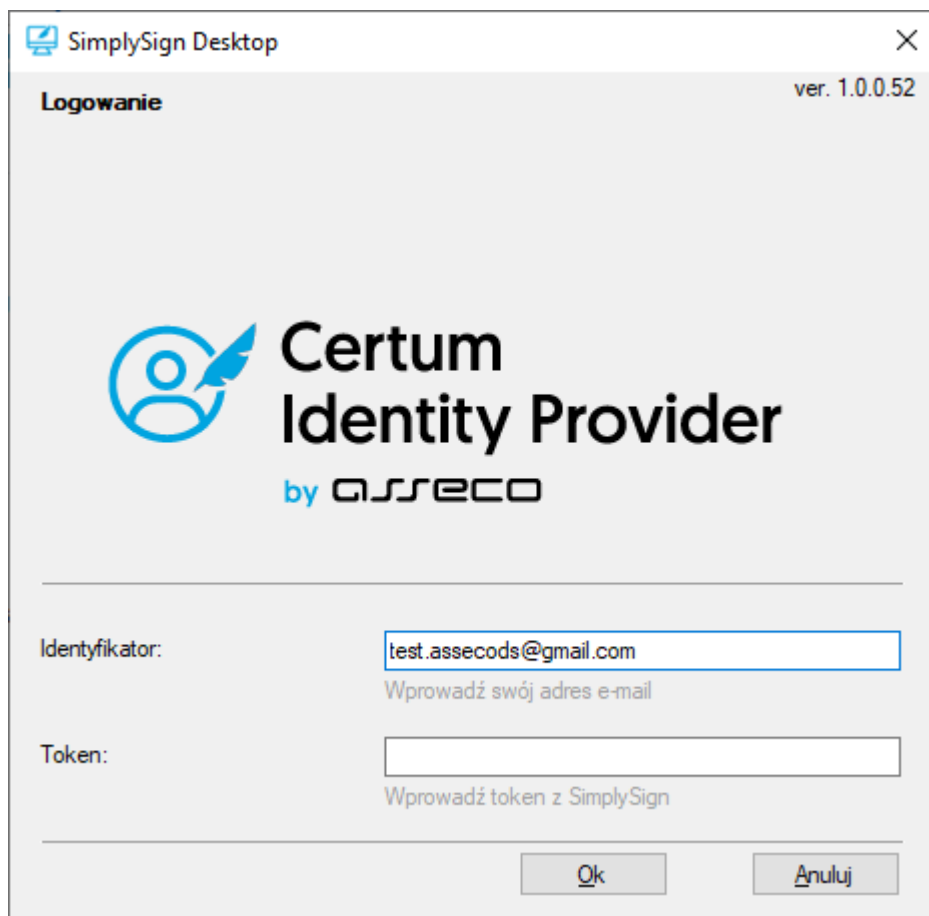 SimplySign Desktop
Logowanie
ver. 1.0.0.52
Certum
Identity Provider
by asseco
Identyfikator:
test.assecods@gmail.com
Wprowadź swój adres e-mail
Token:
Wprowadź token z SimplySign
Ok
Anuluj